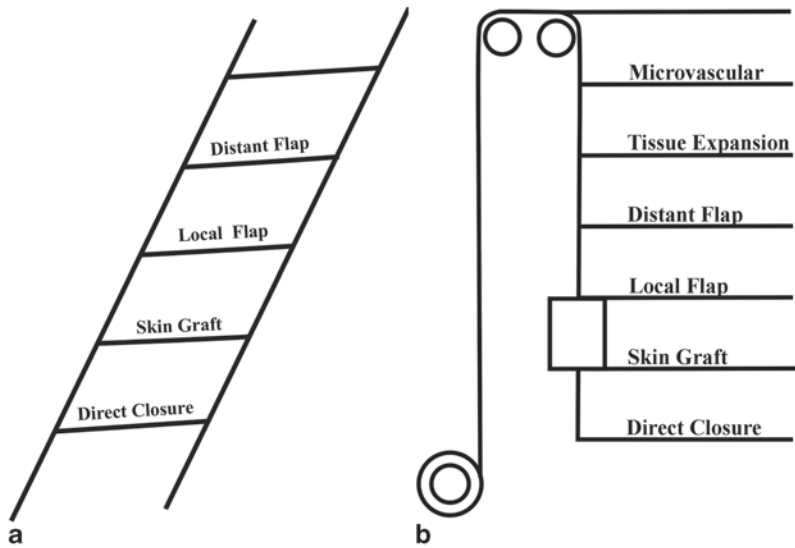 Distant Flap
Local Flap
Skin Graft
Direct Closure
a
Microvascular
Tissue Expansion
Distant Flap
Local Flap
Skin Graft
Direct Closure
b